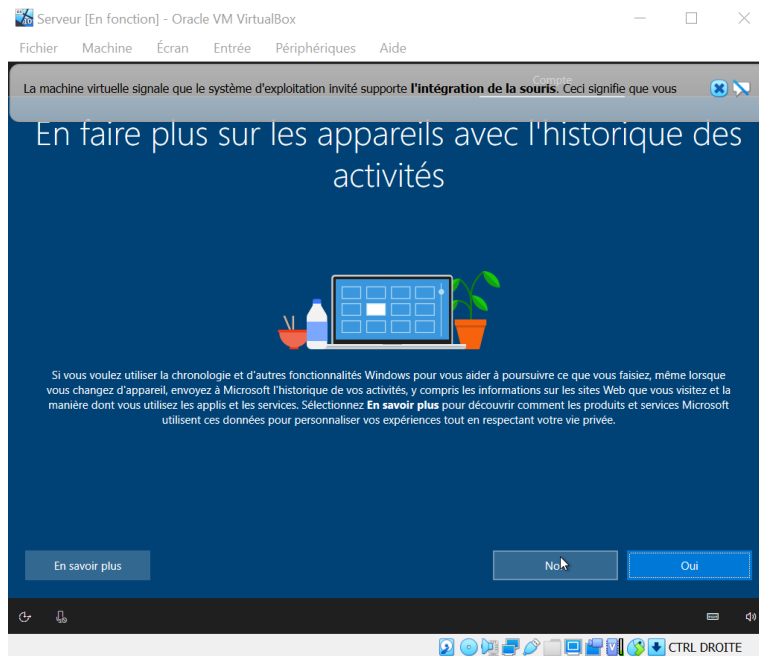 Serveur [En fonction] - Oracle VM VirtualBox
Fichier Machine Écran Entrée Périphériques Aide
Compte
La machine virtuelle signale que le système d'exploitation invité supporte l'intégration de la souris. Ceci signifie que vous
En faire plus sur les appareils avec l'historique des
activités
Si vous voulez utiliser la chronologie et d'autres fonctionnalités Windows pour vous aider à poursuivre ce que vous faisiez, même lorsque
vous changez d'appareil, envoyez à Microsoft l'historique de vos activités, y compris les informations sur les sites Web que vous visitez et la
manière dont vous utilisez les applis et les services. Sélectionnez En savoir plus pour découvrir comment les produits et services Microsoft
utilisent ces données pour personnaliser vos expériences tout en respectant votre vie privée.
En savoir plus
Non
Oui
CTRL DROITE